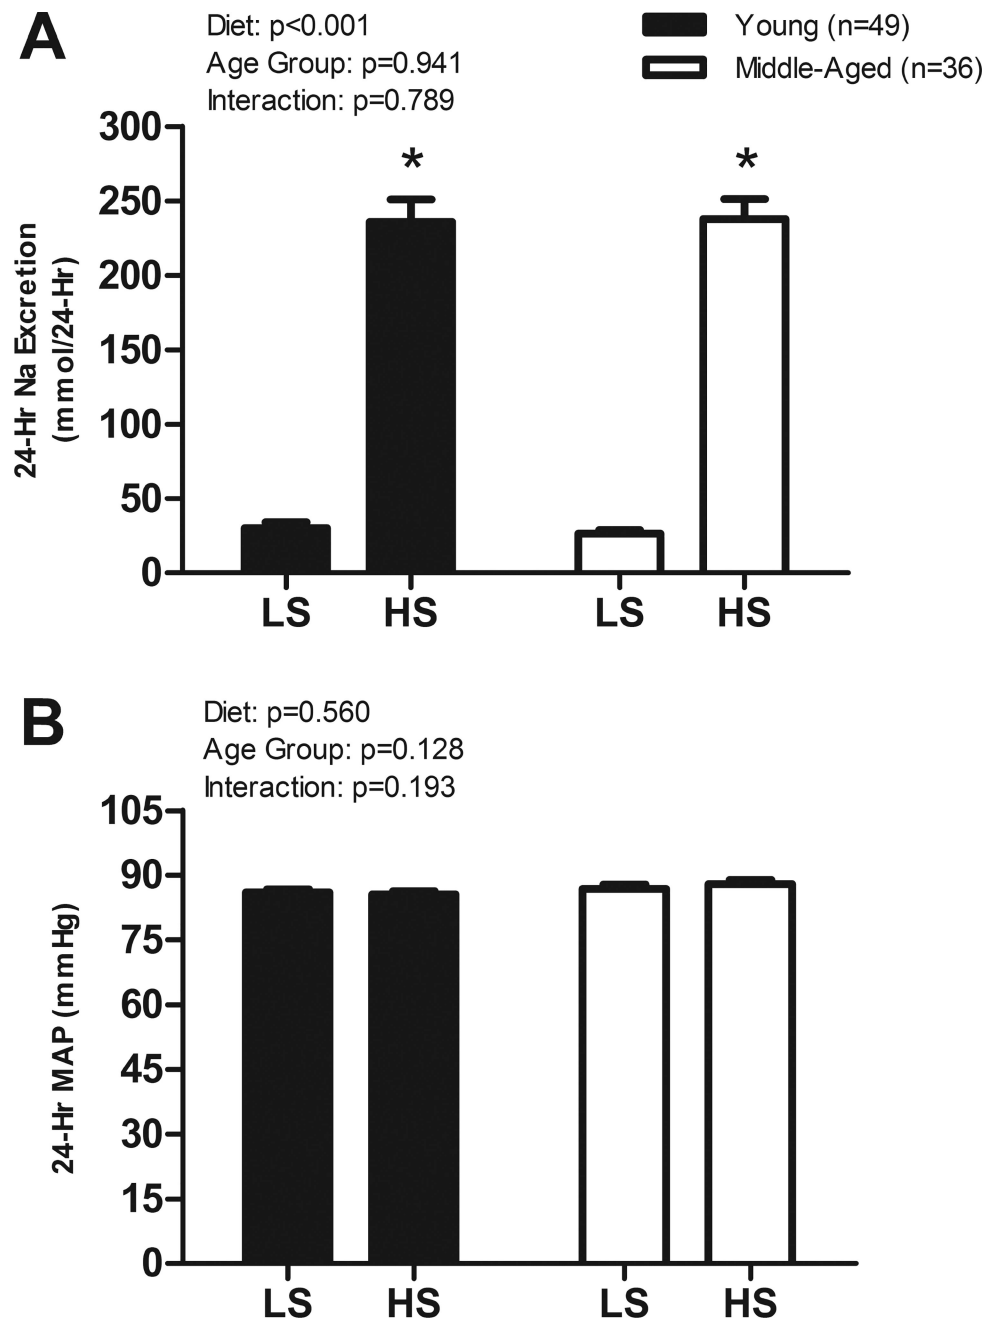 A
Diet: p<0.001
Age Group: p=0.941
Interaction: p=0.789
Young (n=49)
Middle-Aged (n=36)
24-Hr Na Excretion
(mmol/24-Hr)
300
250
200
150
100
50
0
*
*
LS
HS
LS
HS
B
Diet: p=0.560
Age Group: p=0.128
Interaction: p=0.193
24-Hr MAP (mmHg)
105
90
75
60
45
30
15
0
LS
HS
LS
HS